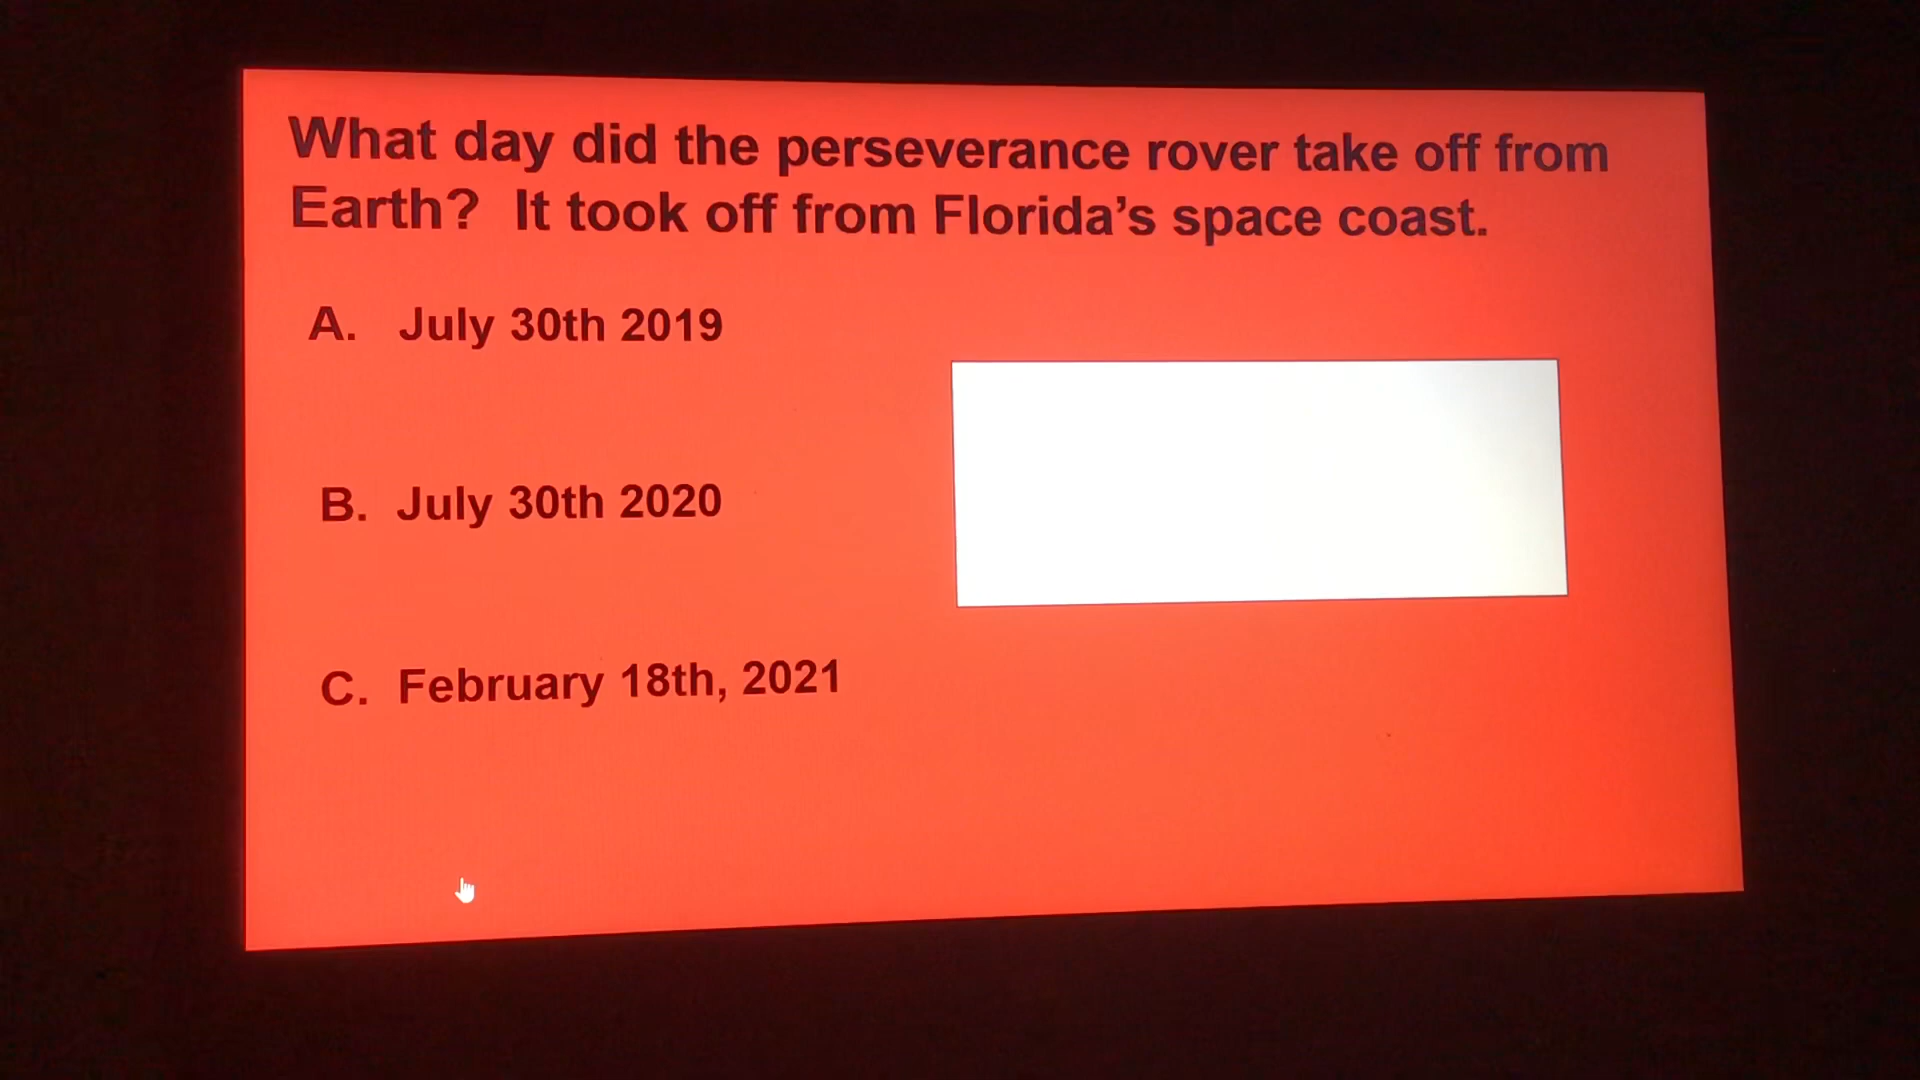 What day did the perseverance rover take off from
Earth? It took off from Florida's space coast.
A. July 30th 2019
B. July 30th 2020
C. February 18th, 2021